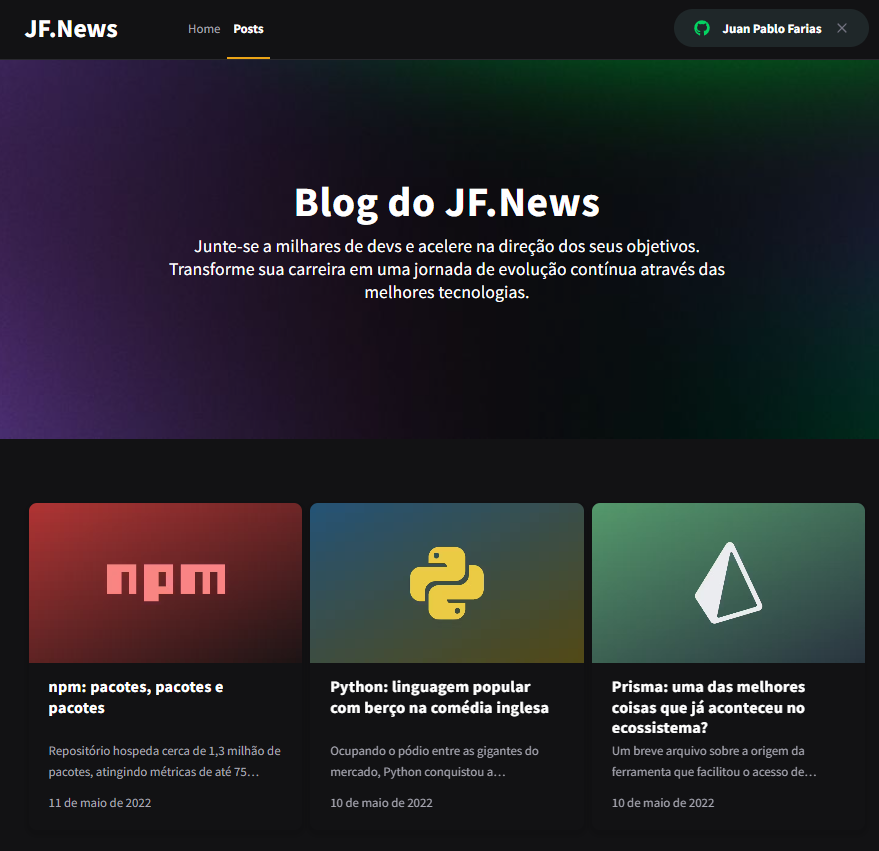 JF.News
Home
Posts
Juan Pablo Farias
Blog do JF.News
Junte-se a milhares de devs e acelere na direção dos seus objetivos.
Transforme sua carreira em uma jornada de evolução contínua através das
melhores tecnologias.
npm
npm: pacotes, pacotes e
pacotes
Repositório hospeda cerca de 1,3 milhão de
pacotes, atingindo métricas de até 75…
11 de maio de 2022
Python: linguagem popular
com berço na comédia inglesa
Ocupando o pódio entre as gigantes do
mercado, Python conquistou a…
10 de maio de 2022
Prisma: uma das melhores
coisas que já aconteceu no
ecossistema?
Um breve arquivo sobre a origem da
ferramenta que facilitou o acesso de…
10 de maio de 2022